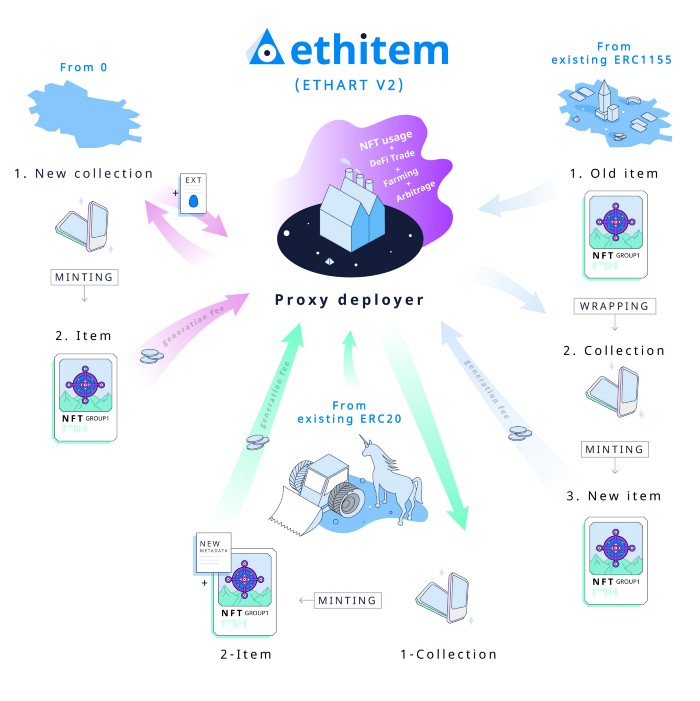 ethitem
(ETHART V2)
From 0
From
existing ERC1155
NFT usage
+
DeFi Trade
+
Farming
+
Arbitrage
1. New collection
+
EXT
1. Old item
NFT GROUP1
MINTING
WRAPPING
Proxy deployer
2. Item
generation fee
2. Collection
NFT GROUP1
generation fee
generation fee
From
existing ERC20
MINTING
3. New item
NEW
METADATA
+
NFT GROUP1
MINTING
NFT GROUP1
2-Item
1-Collection